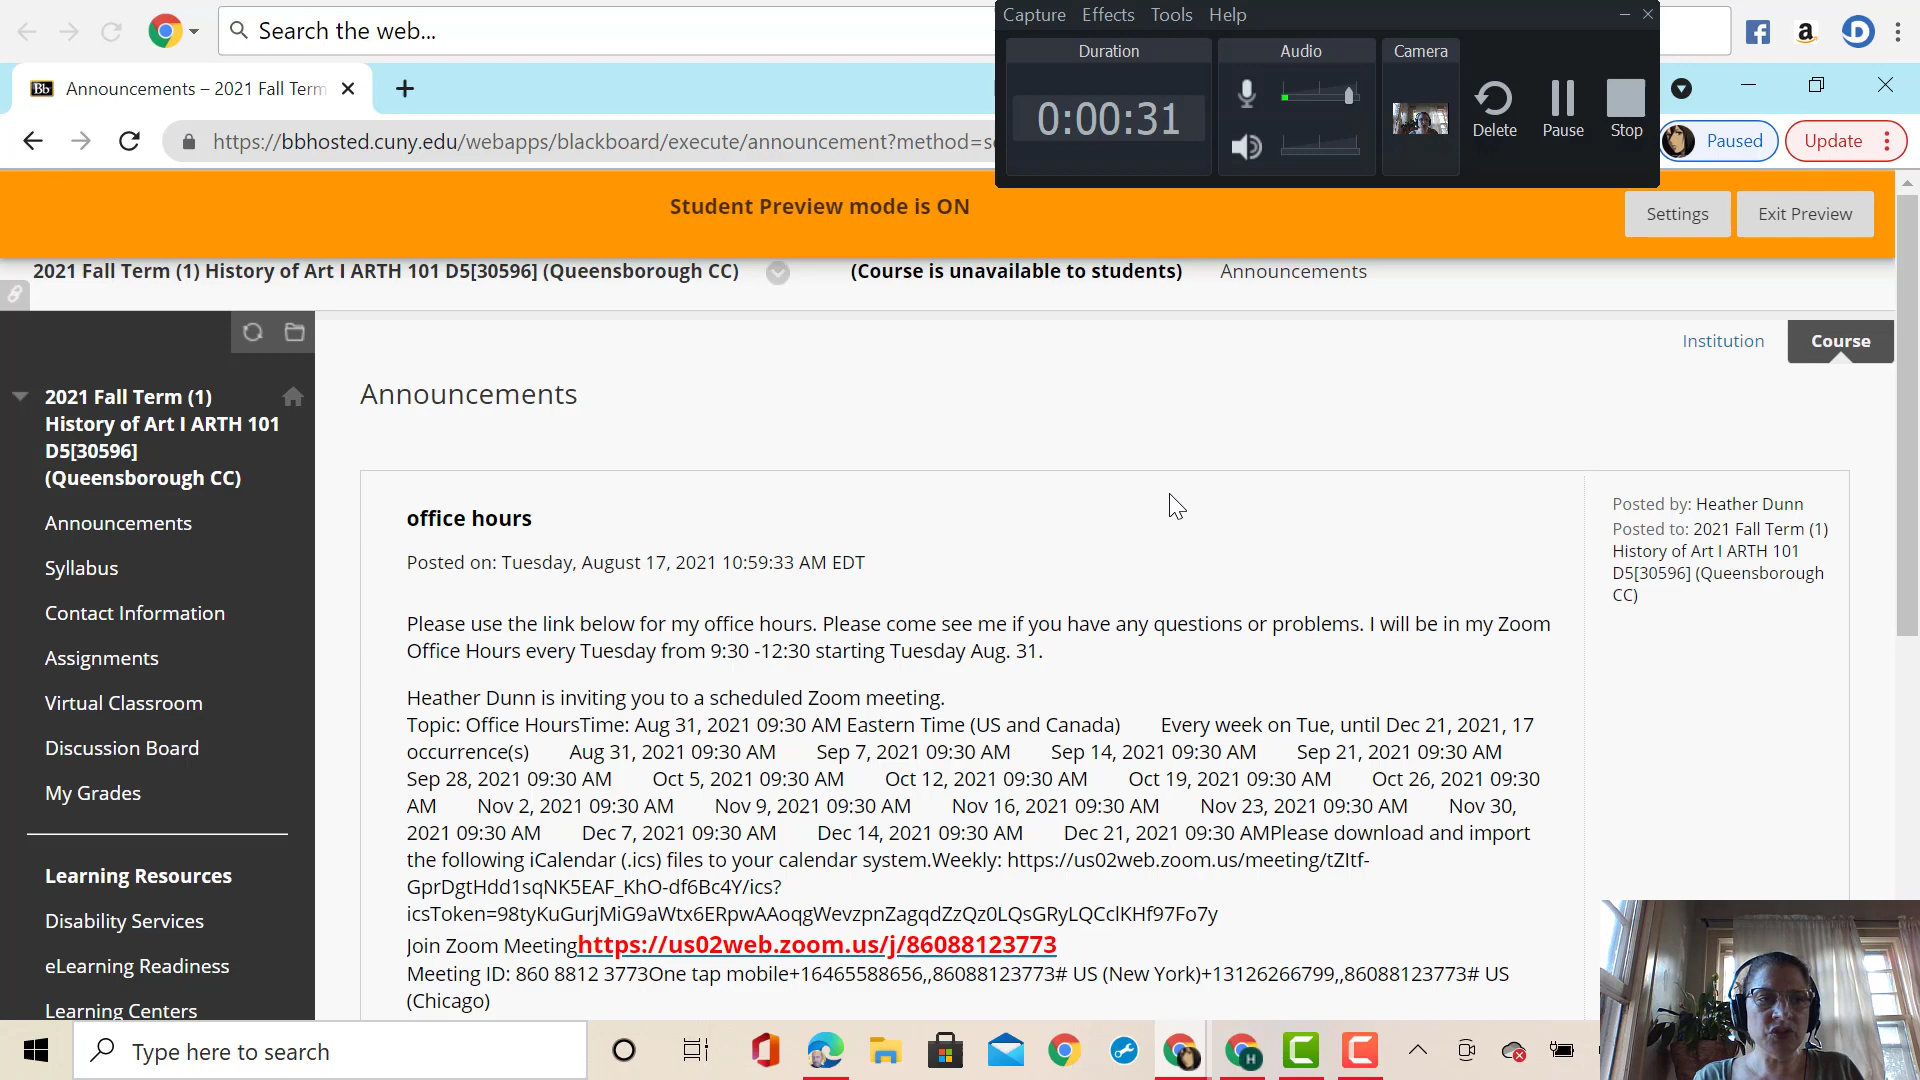 Search the web...
Capture Effects Tools Help
Duration
Audio
Camera
0:00:31
Delete
Pause
Stop
Bb Announcements – 2021 Fall Term
https://bbhosted.cuny.edu/webapps/blackboard/execute/announcement?method=se
Paused
Update
Student Preview mode is ON
Settings
Exit Preview
2021 Fall Term (1) History of Art I ARTH 101 D5[30596] (Queensborough CC)
(Course is unavailable to students)
Announcements
Institution
Course
2021 Fall Term (1)
History of Art I ARTH 101
D5[30596]
(Queensborough CC)
Announcements
Syllabus
Contact Information
Assignments
Virtual Classroom
Discussion Board
My Grades
Learning Resources
Disability Services
eLearning Readiness
Learning Centers
Announcements
office hours
Posted on: Tuesday, August 17, 2021 10:59:33 AM EDT
Please use the link below for my office hours. Please come see me if you have any questions or problems. I will be in my Zoom
Office Hours every Tuesday from 9:30 -12:30 starting Tuesday Aug. 31.
Heather Dunn is inviting you to a scheduled Zoom meeting.
Topic: Office HoursTime: Aug 31, 2021 09:30 AM Eastern Time (US and Canada) Every week on Tue, until Dec 21, 2021, 17
occurrence(s) Aug 31, 2021 09:30 AM Sep 7, 2021 09:30 AM Sep 14, 2021 09:30 AM Sep 21, 2021 09:30 AM
Sep 28, 2021 09:30 AM Oct 5, 2021 09:30 AM Oct 12, 2021 09:30 AM Oct 19, 2021 09:30 AM Oct 26, 2021 09:30
AM Nov 2, 2021 09:30 AM Nov 9, 2021 09:30 AM Nov 16, 2021 09:30 AM Nov 23, 2021 09:30 AM Nov 30,
2021 09:30 AM Dec 7, 2021 09:30 AM Dec 14, 2021 09:30 AM Dec 21, 2021 09:30 AMPlease download and import
the following iCalendar (.ics) files to your calendar system.Weekly: https://us02web.zoom.us/meeting/tZItf-
GprDgtHdd1sqNK5EAF_KhO-df6Bc4Y/ics?
icsToken=98tyKuGurjMiG9aWtx6ERpwAAoqgWevzpnZagqdZzQz0LQsGRyLQCclKHf97Fo7y
Join Zoom Meetinghttps://us02web.zoom.us/j/86088123773
Meeting ID: 860 8812 3773One tap mobile+16465588656,,86088123773# US (New York)+13126266799,,86088123773# US
(Chicago)
Posted by: Heather Dunn
Posted to: 2021 Fall Term (1)
History of Art I ARTH 101
D5[30596] (Queensborough
CC)
Type here to search